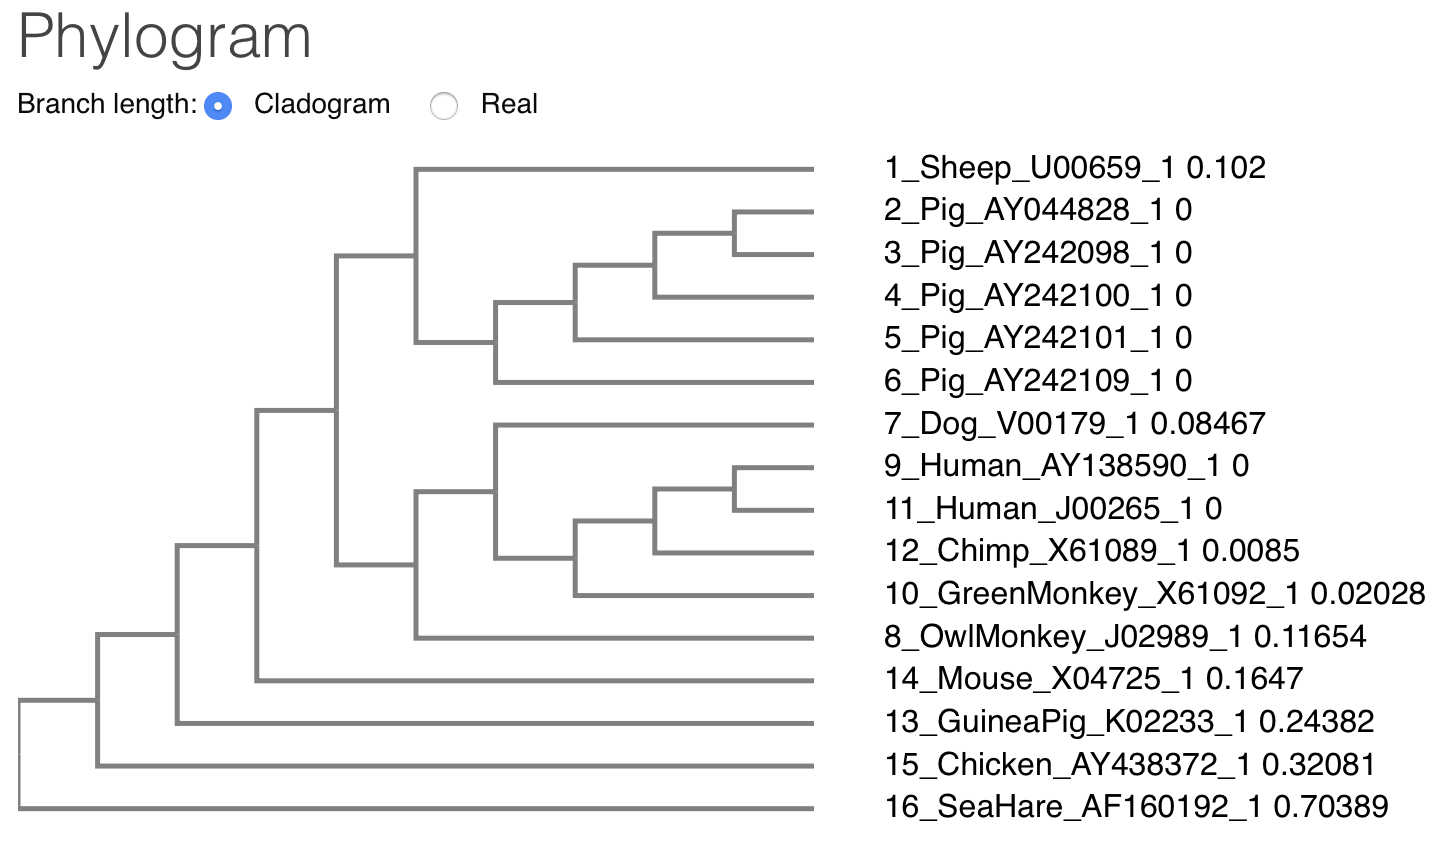 Phylogram
Branch length: Cladogram Real
1_Sheep_U00659_1 0.102
2_Pig_AY044828_1 0
3_Pig_AY242098_1 0
4_Pig_AY242100_1 0
5_Pig_AY242101_1 0
6_Pig_AY242109_1 0
7_Dog_V00179_1 0.08467
9_Human_AY138590_1 0
11_Human_J00265_1 0
12_Chimp_X61089_1 0.0085
10_GreenMonkey_X61092_1 0.02028
8_OwlMonkey_J02989_1 0.11654
14_Mouse_X04725_1 0.1647
13_GuineaPig_K02233_1 0.24382
15_Chicken_AY438372_1 0.32081
16_SeaHare_AF160192_1 0.70389